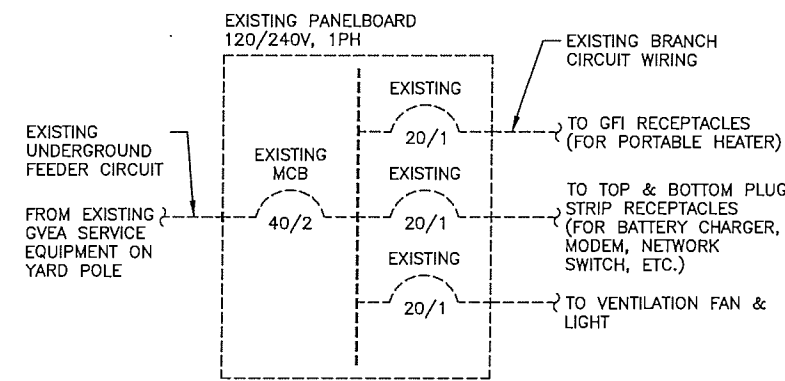 EXISTING PANELBOARD
120/240V, 1PH
EXISTING BRANCH
CIRCUIT WIRING
EXISTING
20/1
TO GFI RECEPTACLES
(FOR PORTABLE HEATER)
EXISTING
UNDERGROUND
FEEDER CIRCUIT
EXISTING
MCB
40/2
EXISTING
20/1
TO TOP & BOTTOM PLUG
STRIP RECEPTACLES
(FOR BATTERY CHARGER,
MODEM, NETWORK
SWITCH, ETC.)
FROM EXISTING
GVEA SERVICE
EQUIPMENT ON
YARD POLE
EXISTING
20/1
TO VENTILATION FAN &
LIGHT